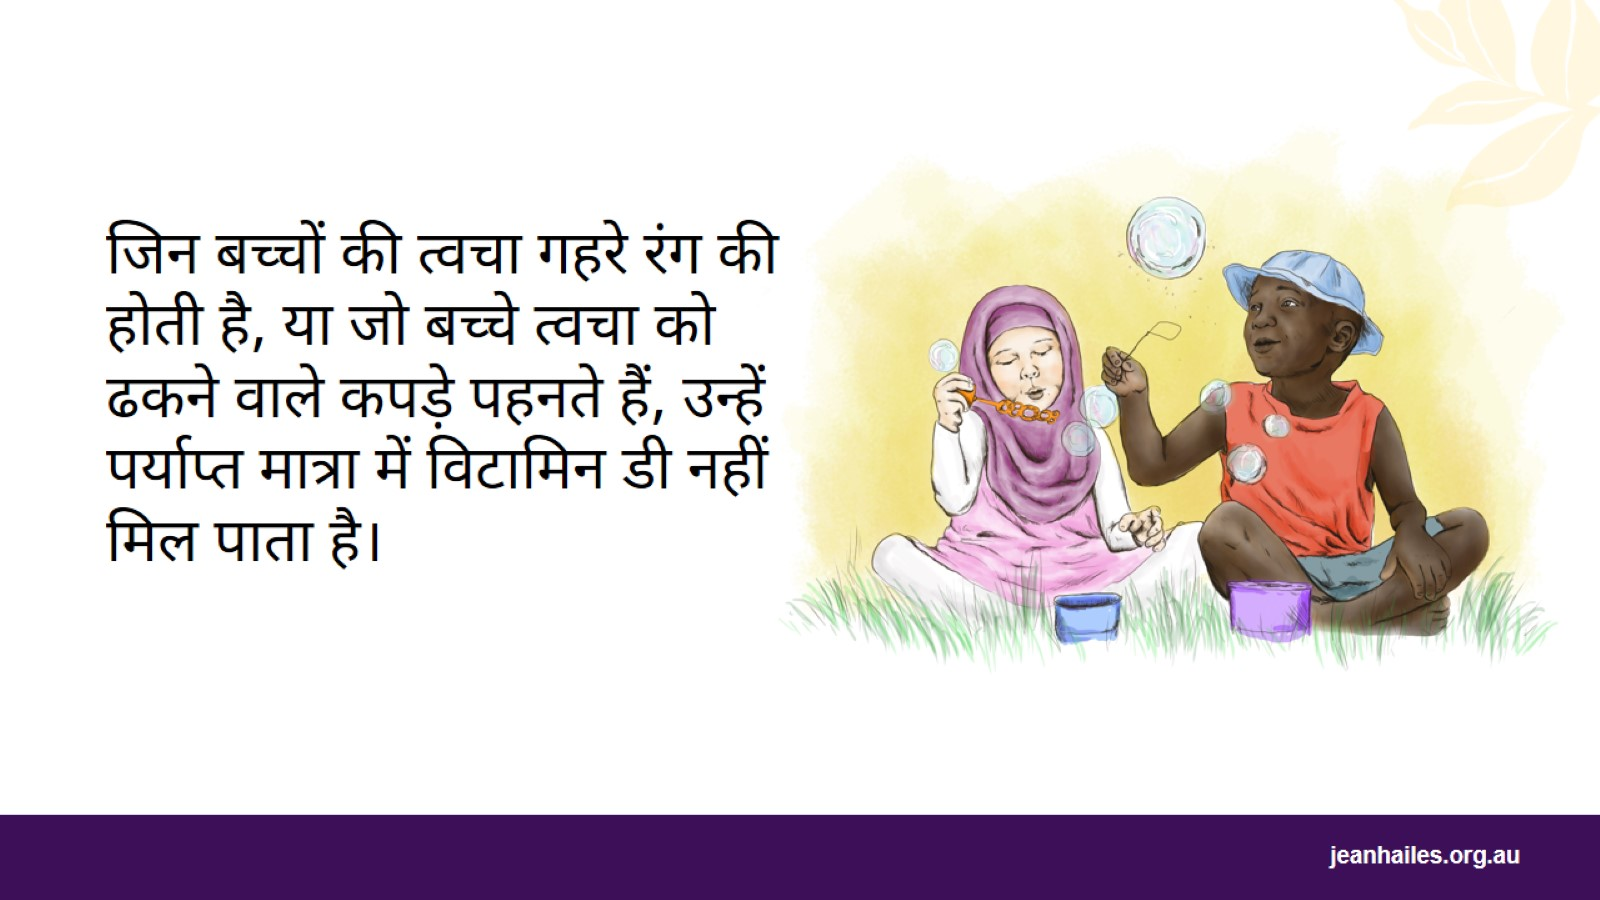 जिन बच्चों की त्वचा गहरे रंग की
होती है, या जो बच्चे त्वचा को
ढकने वाले कपड़े पहनते हैं, उन्हें
पर्याप्त मात्रा में विटामिन डी नहीं
मिल पाता है।
jeanhailes.org.au